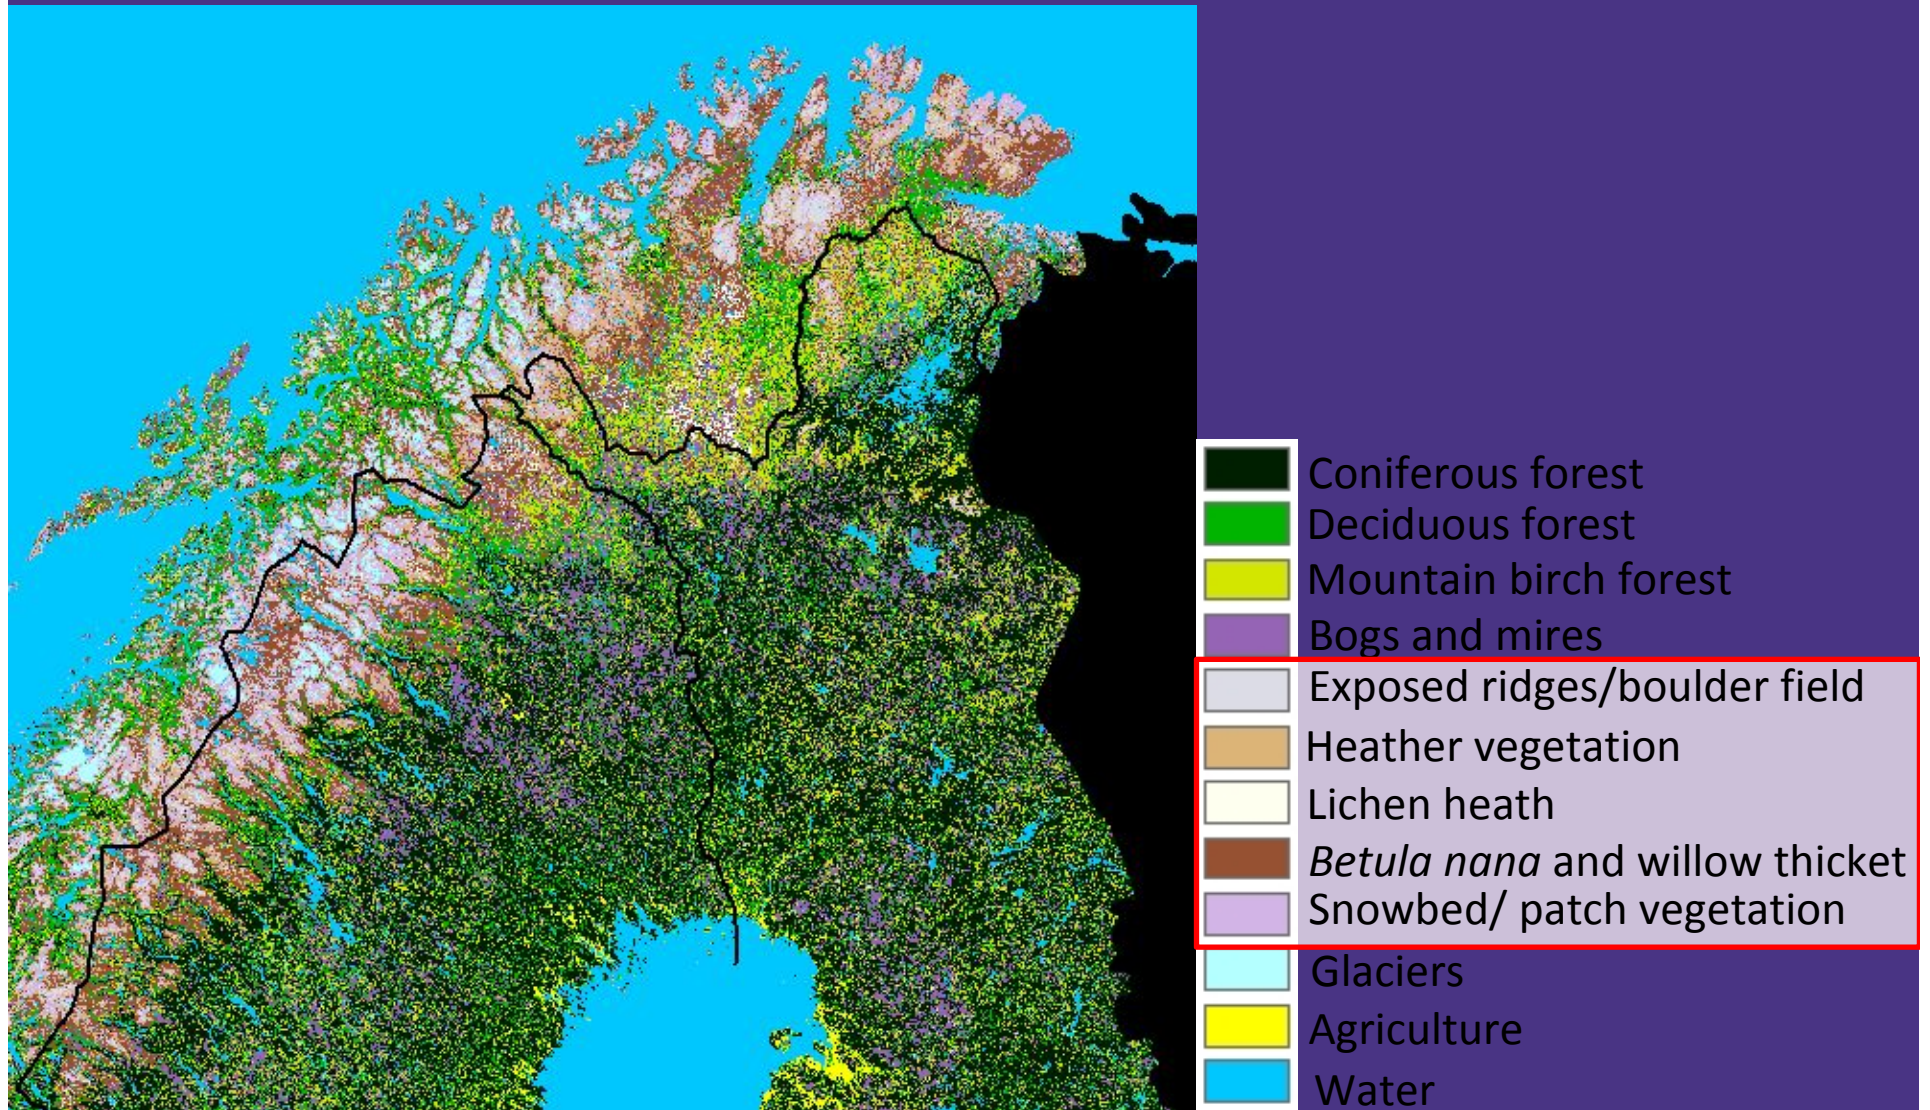 Coniferous forest
Deciduous forest
Mountain birch forest
Bogs and mires
Exposed ridges/boulder field
Heather vegetation
Lichen heath
Betula nana and willow thicket
Snowbed/ patch vegetation
Glaciers
Agriculture
Water